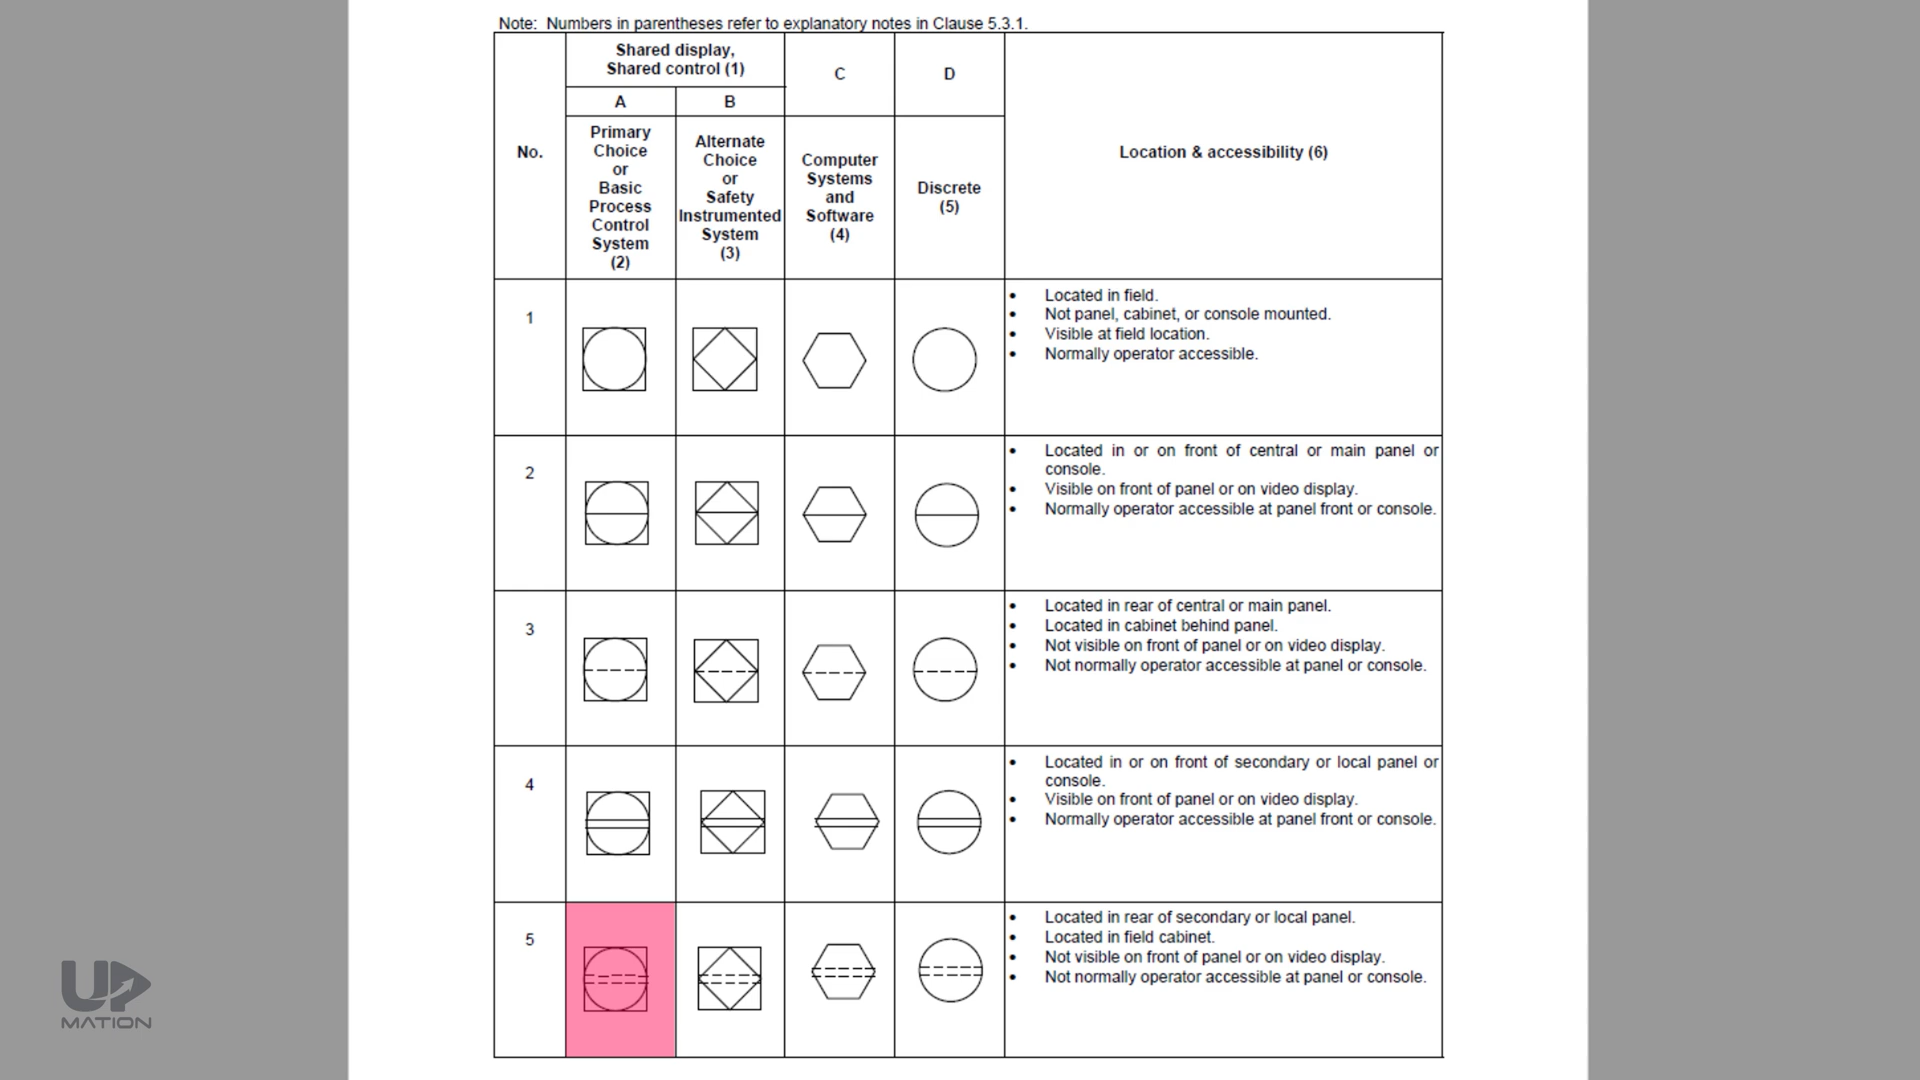 Note: Numbers in parentheses refer to explanatory notes in Clause 5.3.1.
No.
Shared display,
Shared control (1)
A
B
C
D
Primary
Choice
or
Basic
Process
Control
System
(2)
Alternate
Choice
or
Safety
Instrumented
System
(3)
Computer
Systems
and
Software
(4)
Discrete
(5)
Location & accessibility (6)
1
• Located in field.
• Not panel, cabinet, or console mounted.
• Visible at field location.
• Normally operator accessible.
2
• Located in or on front of central or main panel or
console.
• Visible on front of panel or on video display.
• Normally operator accessible at panel front or console.
3
• Located in rear of central or main panel.
• Located in cabinet behind panel.
• Not visible on front of panel or on video display.
• Not normally operator accessible at panel or console.
4
• Located in or on front of secondary or local panel or
console.
• Visible on front of panel or on video display.
• Normally operator accessible at panel front or console.
5
• Located in rear of secondary or local panel.
• Located in field cabinet.
• Not visible on front of panel or on video display.
• Not normally operator accessible at panel or console.
UP
MATION